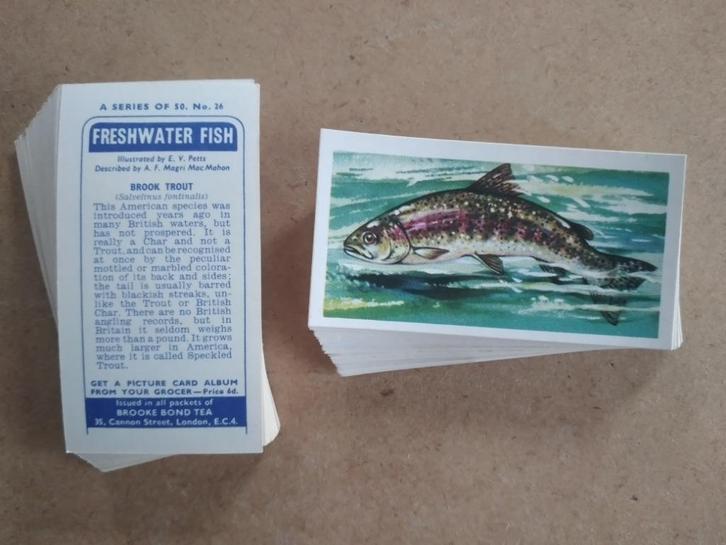 A SERIES OF 50. No. 26
FRESHWATER FISH
Illustrated by E. V. Petts
Described by A. F. Magri MacMahon
BROOK TROUT
(Salvelinus fontinalis)
This American species was
introduced years ago in
many British waters, but
has not prospered. It is
really a Char and not a
Trout, and can be recognised
at once by the peculiar
mottled or marbled colora-
tion of its back and sides;
the tail is usually barred
with blackish streaks, un-
like the Trout or British
Char. There are no British
angling records, but in
Britain it seldom weighs
more than a pound. It grows
much larger in America,
where it is called Speckled
Trout.
GET A PICTURE CARD ALBUM
FROM YOUR GROCER—Price 6d.
Issued in all packets of
BROOKE BOND TEA
35, Cannon Street, London, E.C.4.